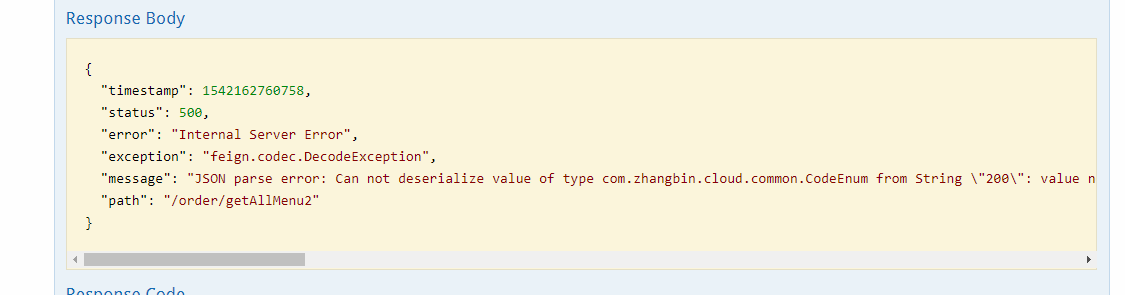 Response Body
{
"timestamp": 1542162760758,
"status": 500,
"error": "Internal Server Error",
"exception": "feign.codec.DecodeException",
"message": "JSON parse error: Can not deserialize value of type com.zhangbin.cloud.common.CodeEnum from String \"200\": value n
"path": "/order/getAllMenu2"
}
Response Code